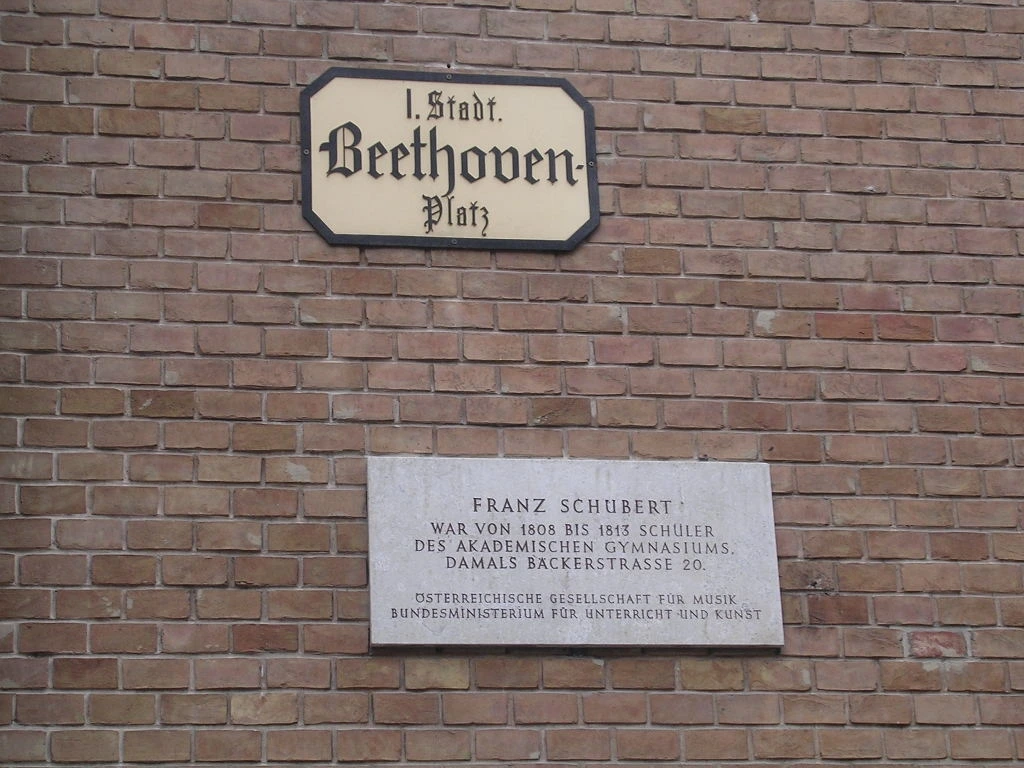 I. Stadt.
Beethoven-
Platz
FRANZ SCHUBERT
WAR VON 1808 BIS 1813 SCHÜLER
DES AKADEMISCHEN GYMNASIUMS,
DAMALS BÄCKERSTRASSE 20.
ÖSTERREICHISCHE GESELLSCHAFT FÜR MUSIK
BUNDESMINISTERIUM FÜR UNTERRICHT UND KUNST